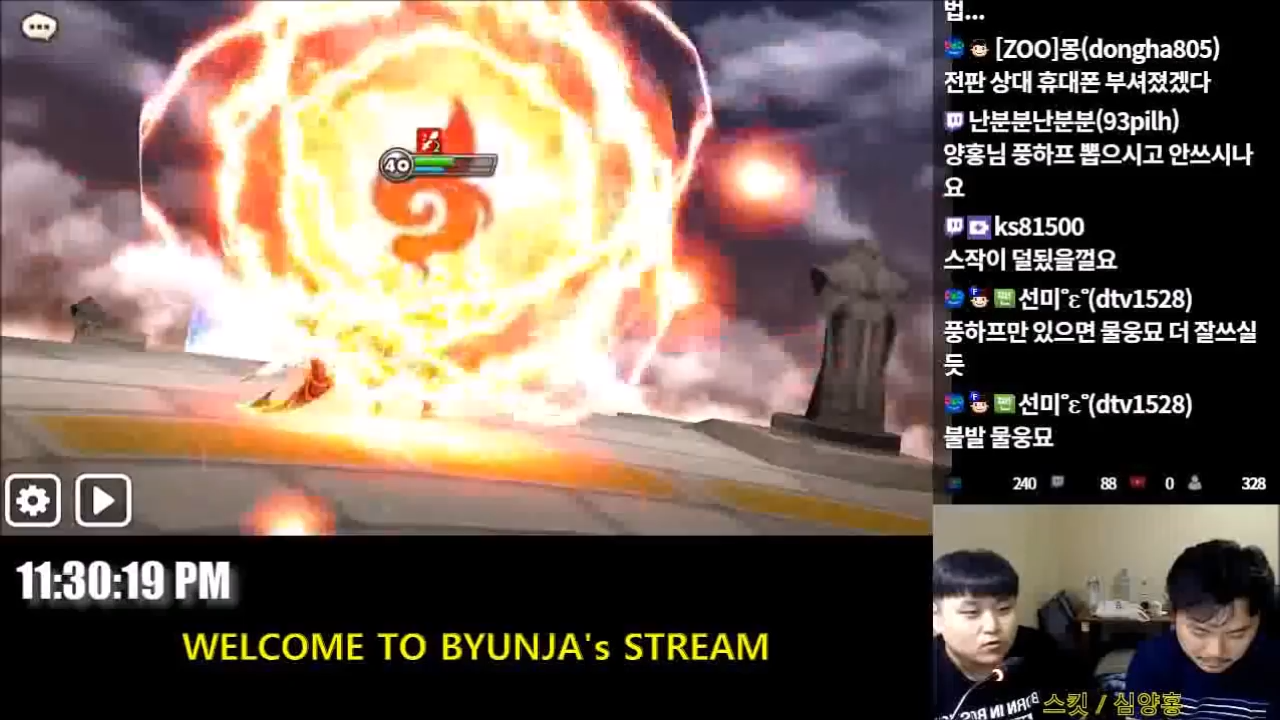 법...
[ZOO]몽(dongha805)
전판 상대 휴대폰 부셔졌겠다
난분분난분분(93pilh)
양홍님 풍하프 뽑으시고 안쓰시나
요
ks81500
스작이 덜됬을껄요
선미˚ε˚(dtv1528)
풍하프만 있으면 물웅묘 더 잘쓰실
듯
선미˚ε˚(dtv1528)
불발 물웅묘
240 88 0 328
40
2
11:30:19 PM
WELCOME TO BYUNJA's STREAM
BORN IN
스킷 / 심양홍